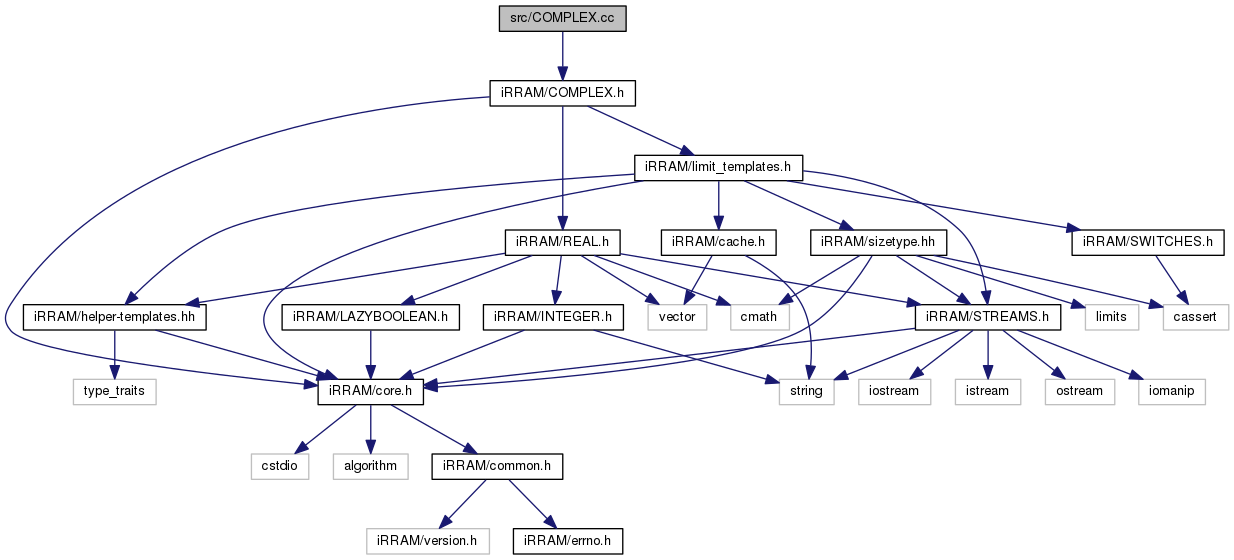 src/COMPLEX.cc
iRRAM/COMPLEX.h
iRRAM/limit_templates.h
iRRAM/REAL.h
iRRAM/cache.h
iRRAM/sizetype.hh
iRRAM/SWITCHES.h
iRRAM/helper-templates.hh
iRRAM/LAZYBOOLEAN.h
iRRAM/INTEGER.h
vector
cmath
iRRAM/STREAMS.h
limits
cassert
type_traits
iRRAM/core.h
string
iostream
istream
ostream
iomanip
cstdio
algorithm
iRRAM/common.h
iRRAM/version.h
iRRAM/errno.h